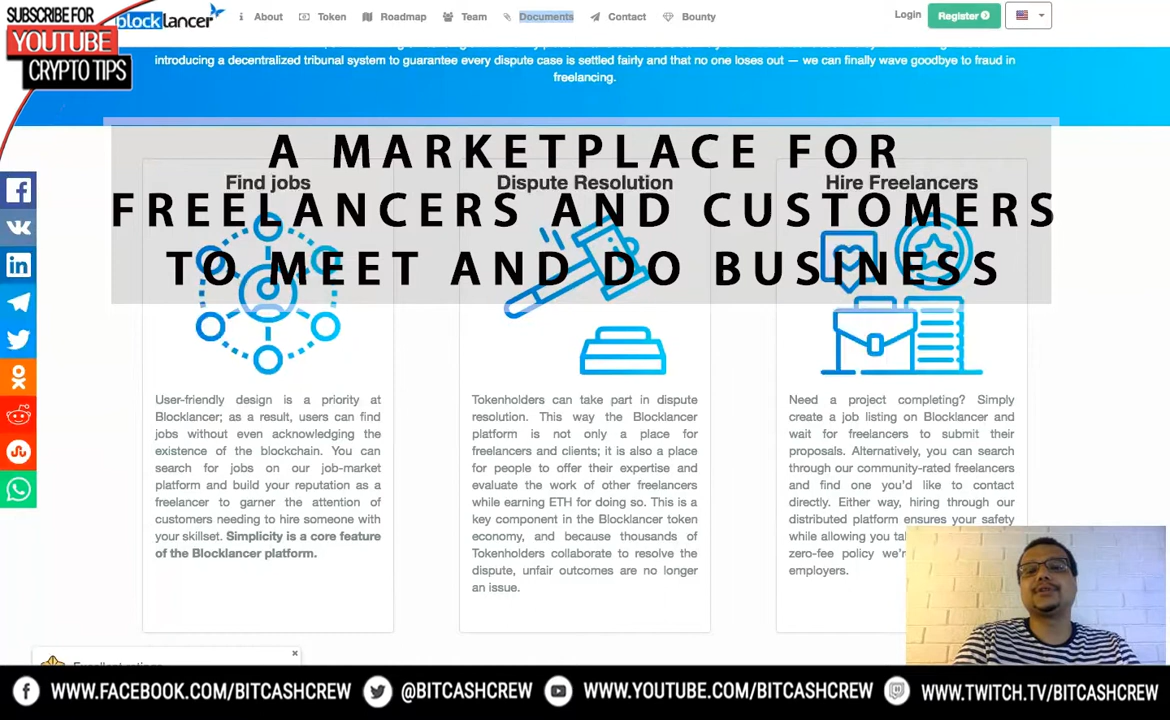 SUBSCRIBE FOR
YOUTUBE
CRYPTO TIPS
blocklancer
About
Token
Roadmap
Team
Documents
Contact
Bounty
Login
Register
introducing a decentralized tribunal system to guarantee every dispute case is settled fairly and that no one loses out — we can finally wave goodbye to fraud in
freelancing.
A MARKETPLACE FOR
FREELANCERS AND CUSTOMERS
TO MEET AND DO BUSINESS
Find jobs
User-friendly design is a priority at
Blocklancer; as a result, users can find
jobs without even acknowledging the
existence of the blockchain. You can
search for jobs on our job-market
platform and build your reputation as a
freelancer to garner the attention of
customers needing to hire someone with
your skillset. Simplicity is a core feature
of the Blocklancer platform.
Dispute Resolution
Tokenholders can take part in dispute
resolution. This way the Blocklancer
platform is not only a place for
freelancers and clients; it is also a place
for people to offer their expertise and
evaluate the work of other freelancers
while earning ETH for doing so. This is a
key component in the Blocklancer token
economy, and because thousands of
Tokenholders collaborate to resolve the
dispute, unfair outcomes are no longer
an issue.
Hire Freelancers
Need a project completing? Simply
create a job listing on Blocklancer and
wait for freelancers to submit their
proposals. Alternatively, you can search
through our community-rated freelancers
and find one you'd like to contact
directly. Either way, hiring through our
distributed platform ensures your safety
while allowing you
zero-fee policy
employers.
WWW.FACEBOOK.COM/BITCASHCREW
@BITCASHCREW
WWW.YOUTUBE.COM/BITCASHCREW
WWW.TWITCH.TV/BITCASHCREW